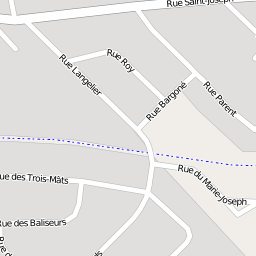 Rue Saint-Joseph
Rue Roy
Rue Langelier
Rue Bargoné
Rue Parent
Rue du Marie-Joseph
Rue des Trois-Mâts
Rue des Baliseurs